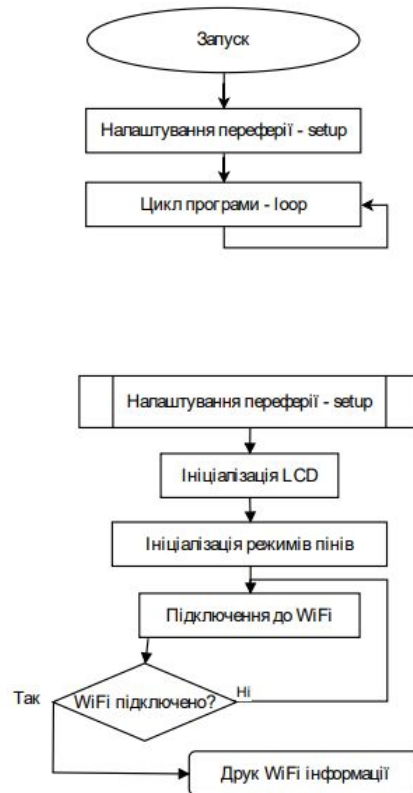 Запуск
Налаштування переферії - setup
Цикл програми - loop
Налаштування переферії - setup
Ініціалізація LCD
Ініціалізація режимів пінів
Підключення до WiFi
Так
WiFi підключено?
Ні
Друк WiFi інформації